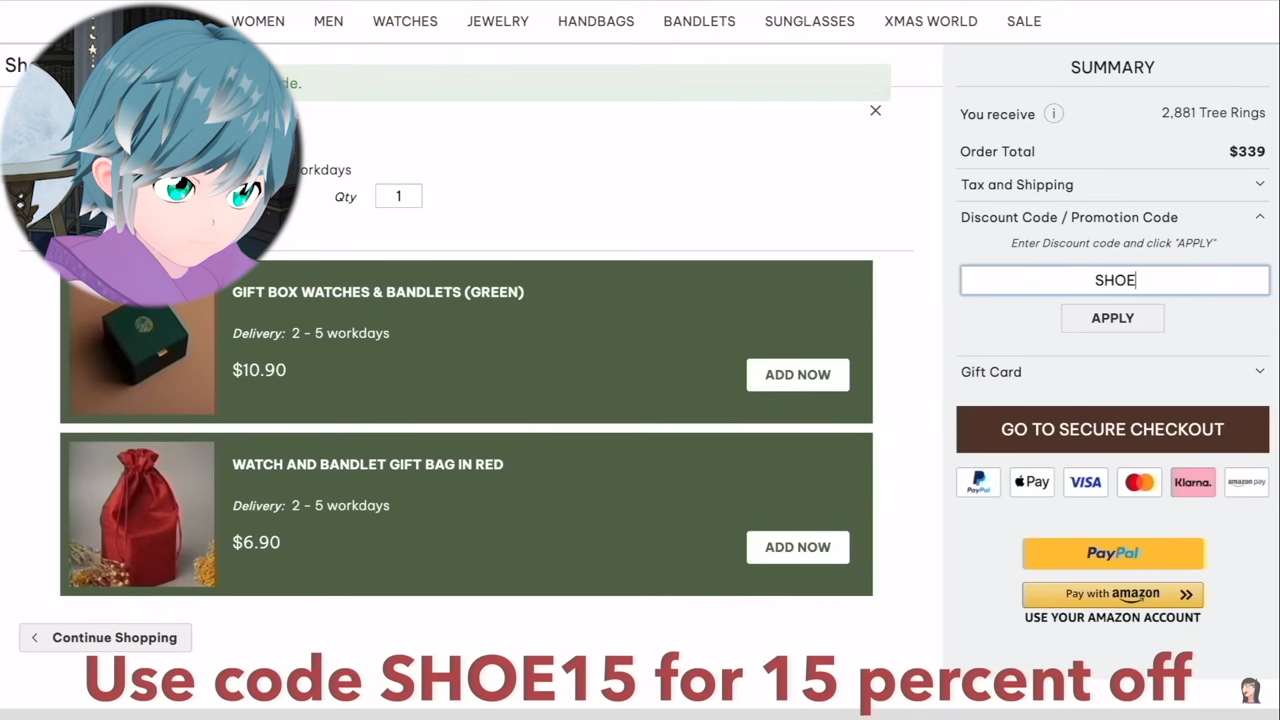 WOMEN MEN WATCHES JEWELRY HANDBAGS BANDLETS SUNGLASSES XMAS WORLD SALE
Sh
de.
orkdays
Qty 1
GIFT BOX WATCHES & BANDLETS (GREEN)
Delivery: 2 - 5 workdays
$10.90
ADD NOW
WATCH AND BANDLET GIFT BAG IN RED
Delivery: 2 - 5 workdays
$6.90
ADD NOW
Continue Shopping
SUMMARY
You receive i 2,881 Tree Rings
Order Total $339
Tax and Shipping
Discount Code / Promotion Code
Enter Discount code and click "APPLY"
SHOE
APPLY
Gift Card
GO TO SECURE CHECKOUT
PayPal Pay VISA Klarna. amazon pay
PayPal
Pay with amazon
USE YOUR AMAZON ACCOUNT
Use code SHOE15 for 15 percent off